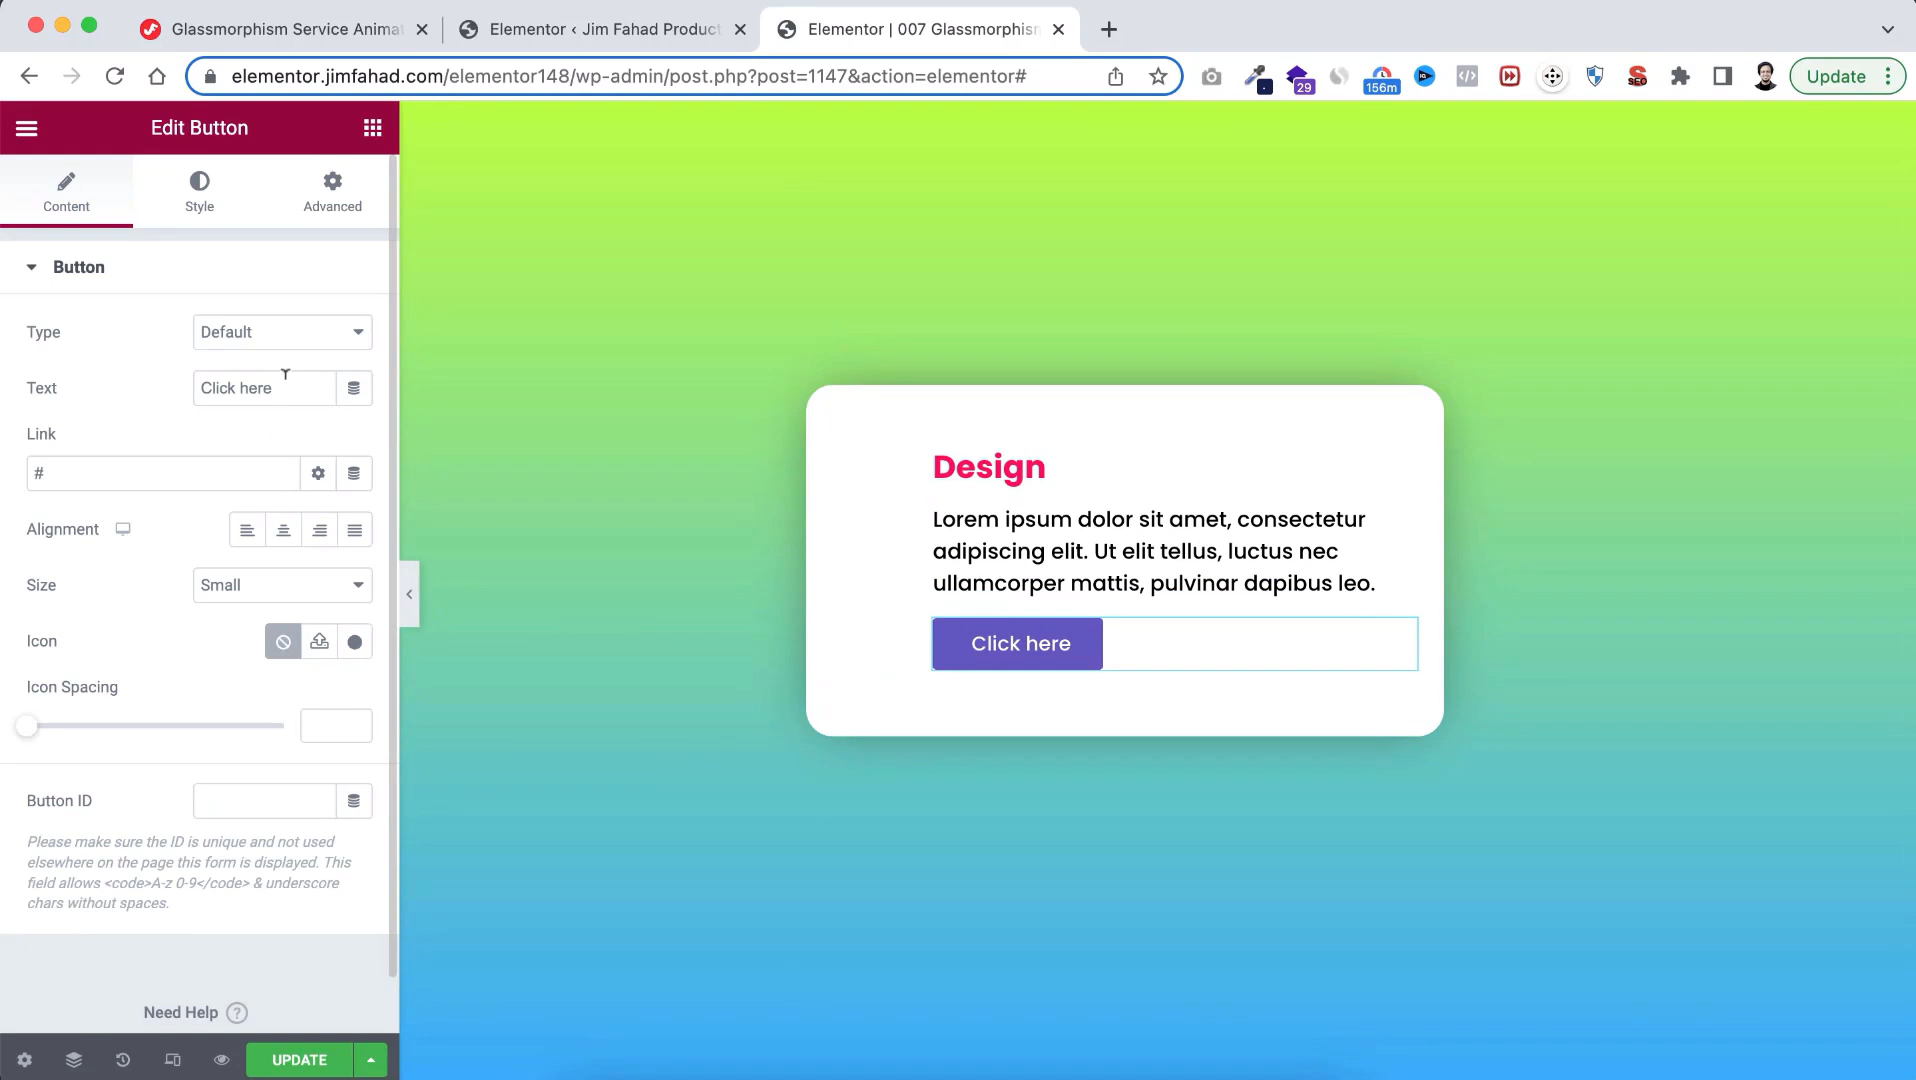 Glassmorphism Service Animat
Elementor ‹ Jim Fahad Product
Elementor | 007 Glassmorphism
elementor.jimfahad.com/elementor148/wp-admin/post.php?post=1147&action=elementor#
29
156m
SEO
Update
Edit Button
Content
Style
Advanced
Button
Type
Default
Text
Click here
Link
#
Alignment
Size
Small
Icon
Icon Spacing
Button ID
Please make sure the ID is unique and not used
elsewhere on the page this form is displayed. This
field allows <code>A-z 0-9</code> & underscore
chars without spaces.
Need Help ?
UPDATE
Design
Lorem ipsum dolor sit amet, consectetur
adipiscing elit. Ut elit tellus, luctus nec
ullamcorper mattis, pulvinar dapibus leo.
Click here